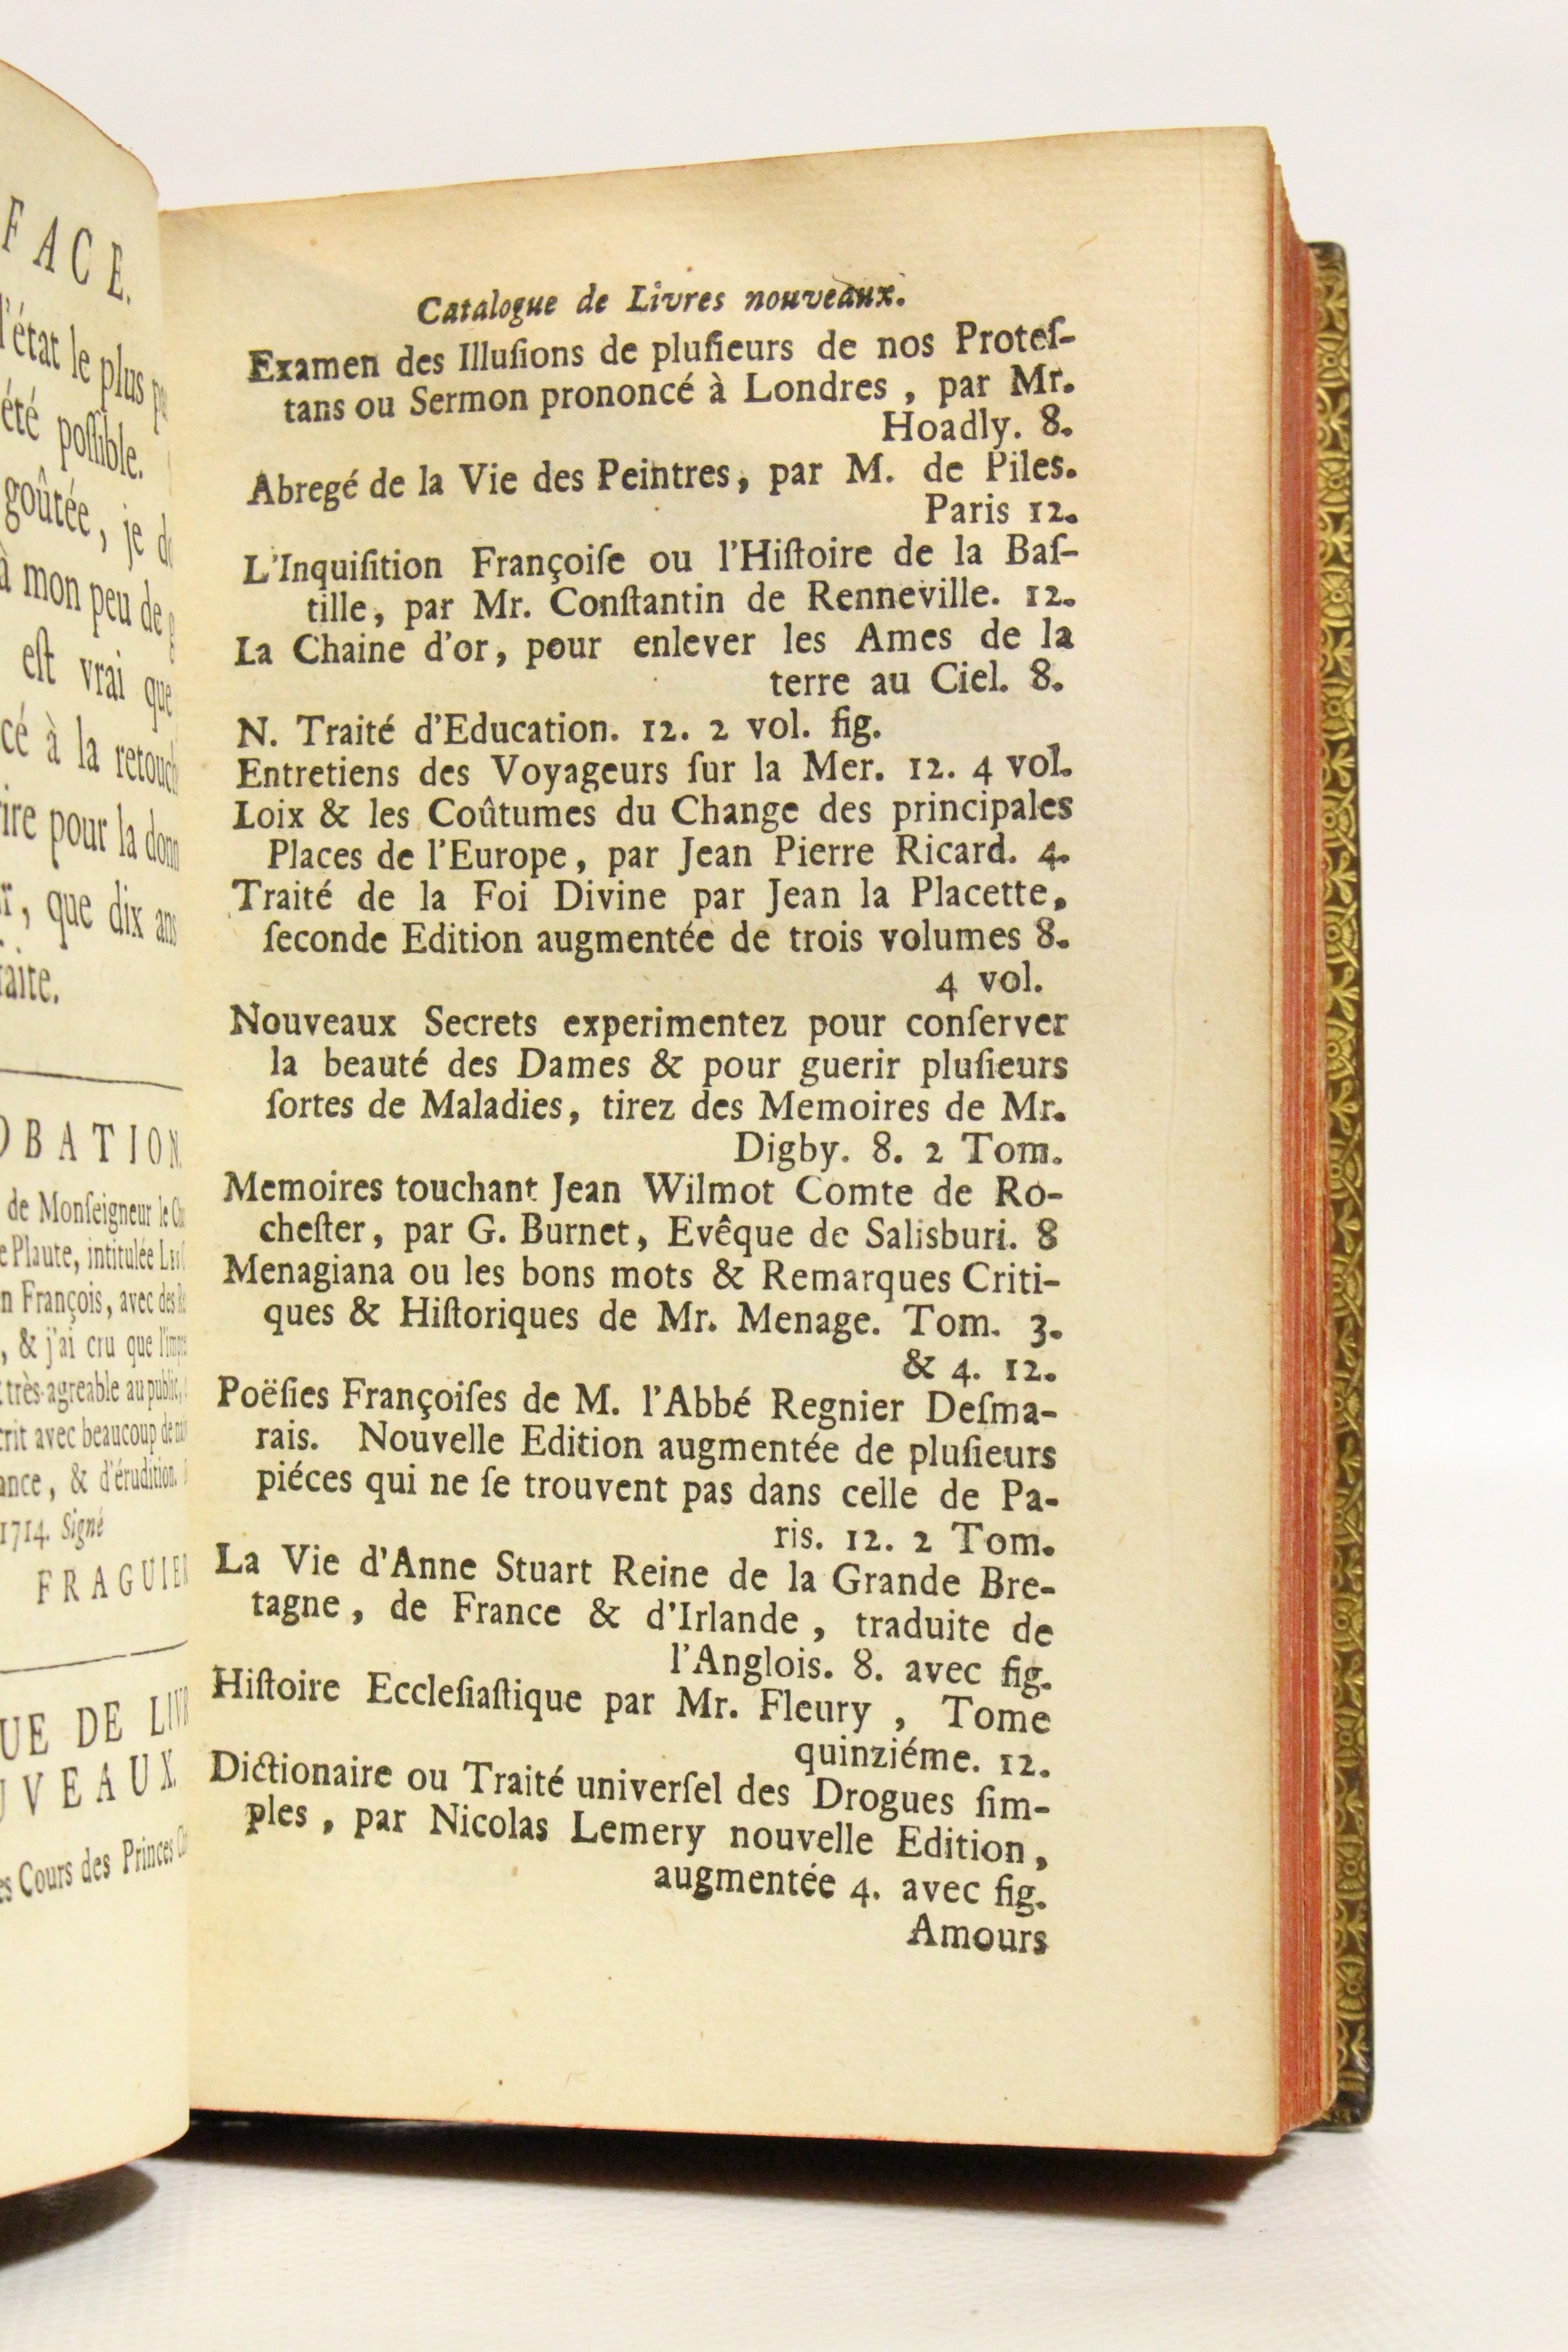 FACE.
l'état le plus
été poſſible.
goûtée, je
à mon peu de
eſt vrai que
cé à la retouch
ire pour la donn
r, que dix ans
faite.
OBATION.
de Monſeigneur le
e Plaute, intitulée
n François, avec des
, & j'ai cru que
très-agreable au public,
crit avec beaucoup de
ance, & d'érudition.
1714. Signé
FRAGUIER
UE DE LIVR
UVEAUX.
es Cours des Princes
Catalogue de Livres nouveaux.
Examen des Illuſions de pluſieurs de nos Proteſ-
tans ou Sermon prononcé à Londres , par Mr.
Hoadly. 8.
Abregé de la Vie des Peintres, par M. de Piles.
Paris 12.
L'Inquiſition Françoiſe ou l'Hiſtoire de la Baſ-
tille, par Mr. Conſtantin de Renneville. 12.
La Chaine d'or, pour enlever les Ames de la
terre au Ciel. 8.
N. Traité d'Education. 12. 2 vol. fig.
Entretiens des Voyageurs ſur la Mer. 12. 4 vol.
Loix & les Coûtumes du Change des principales
Places de l'Europe, par Jean Pierre Ricard. 4.
Traité de la Foi Divine par Jean la Placette,
ſeconde Edition augmentée de trois volumes 8.
4 vol.
Nouveaux Secrets experimentez pour conſerver
la beauté des Dames & pour guerir pluſieurs
ſortes de Maladies, tirez des Memoires de Mr.
Digby. 8. 2 Tom.
Memoires touchant Jean Wilmot Comte de Ro-
cheſter, par G. Burnet, Evêque de Salisburi. 8
Menagiana ou les bons mots & Remarques Criti-
ques & Hiſtoriques de Mr. Menage. Tom. 3.
& 4. 12.
Poëſies Françoiſes de M. l'Abbé Regnier Deſma-
rais. Nouvelle Edition augmentée de pluſieurs
piéces qui ne ſe trouvent pas dans celle de Pa-
ris. 12. 2 Tom.
La Vie d'Anne Stuart Reine de la Grande Bre-
tagne, de France & d'Irlande , traduite de
l'Anglois. 8. avec fig.
Hiſtoire Eccleſiaſtique par Mr. Fleury , Tome
quinziéme. 12.
Dictionaire ou Traité univerſel des Drogues ſim-
ples , par Nicolas Lemery nouvelle Edition,
augmentée 4. avec fig.
Amours